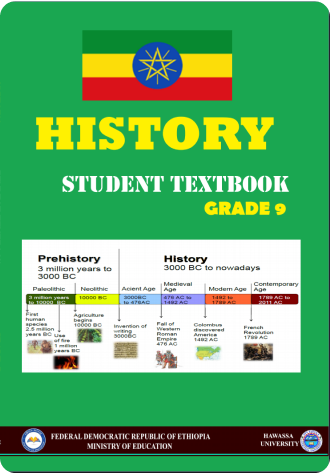 HISTORY
STUDENT TEXTBOOK
GRADE 9
Prehistory
3 million years to
3000 BC
History
3000 BC to nowadays
Paleolithic
Neolithic
Acient Age
Medieval
Age
Modern Age
Contemporary
Age
3 million years
to 10000 BC
10000 BC
3000BC
to 476AC
476 AC to
1492 AC
1492 to
1789 AC
1789 AC to
2011 AC
First
human
species
2.5 million
years BC
Use
of fire
1 million
years BC
Agriculture
begins
10000 BC
Invention of
writing
3000BC
Fall of
Western
Roman
Empire
476 AC
Columbus
discovered
America
1492 AC
French
Revolution
1789 AC
FEDERAL DEMOCRATIC REPUBLIC OF ETHIOPIA
MINISTRY OF EDUCATION
HAWASSA
UNIVERSITY